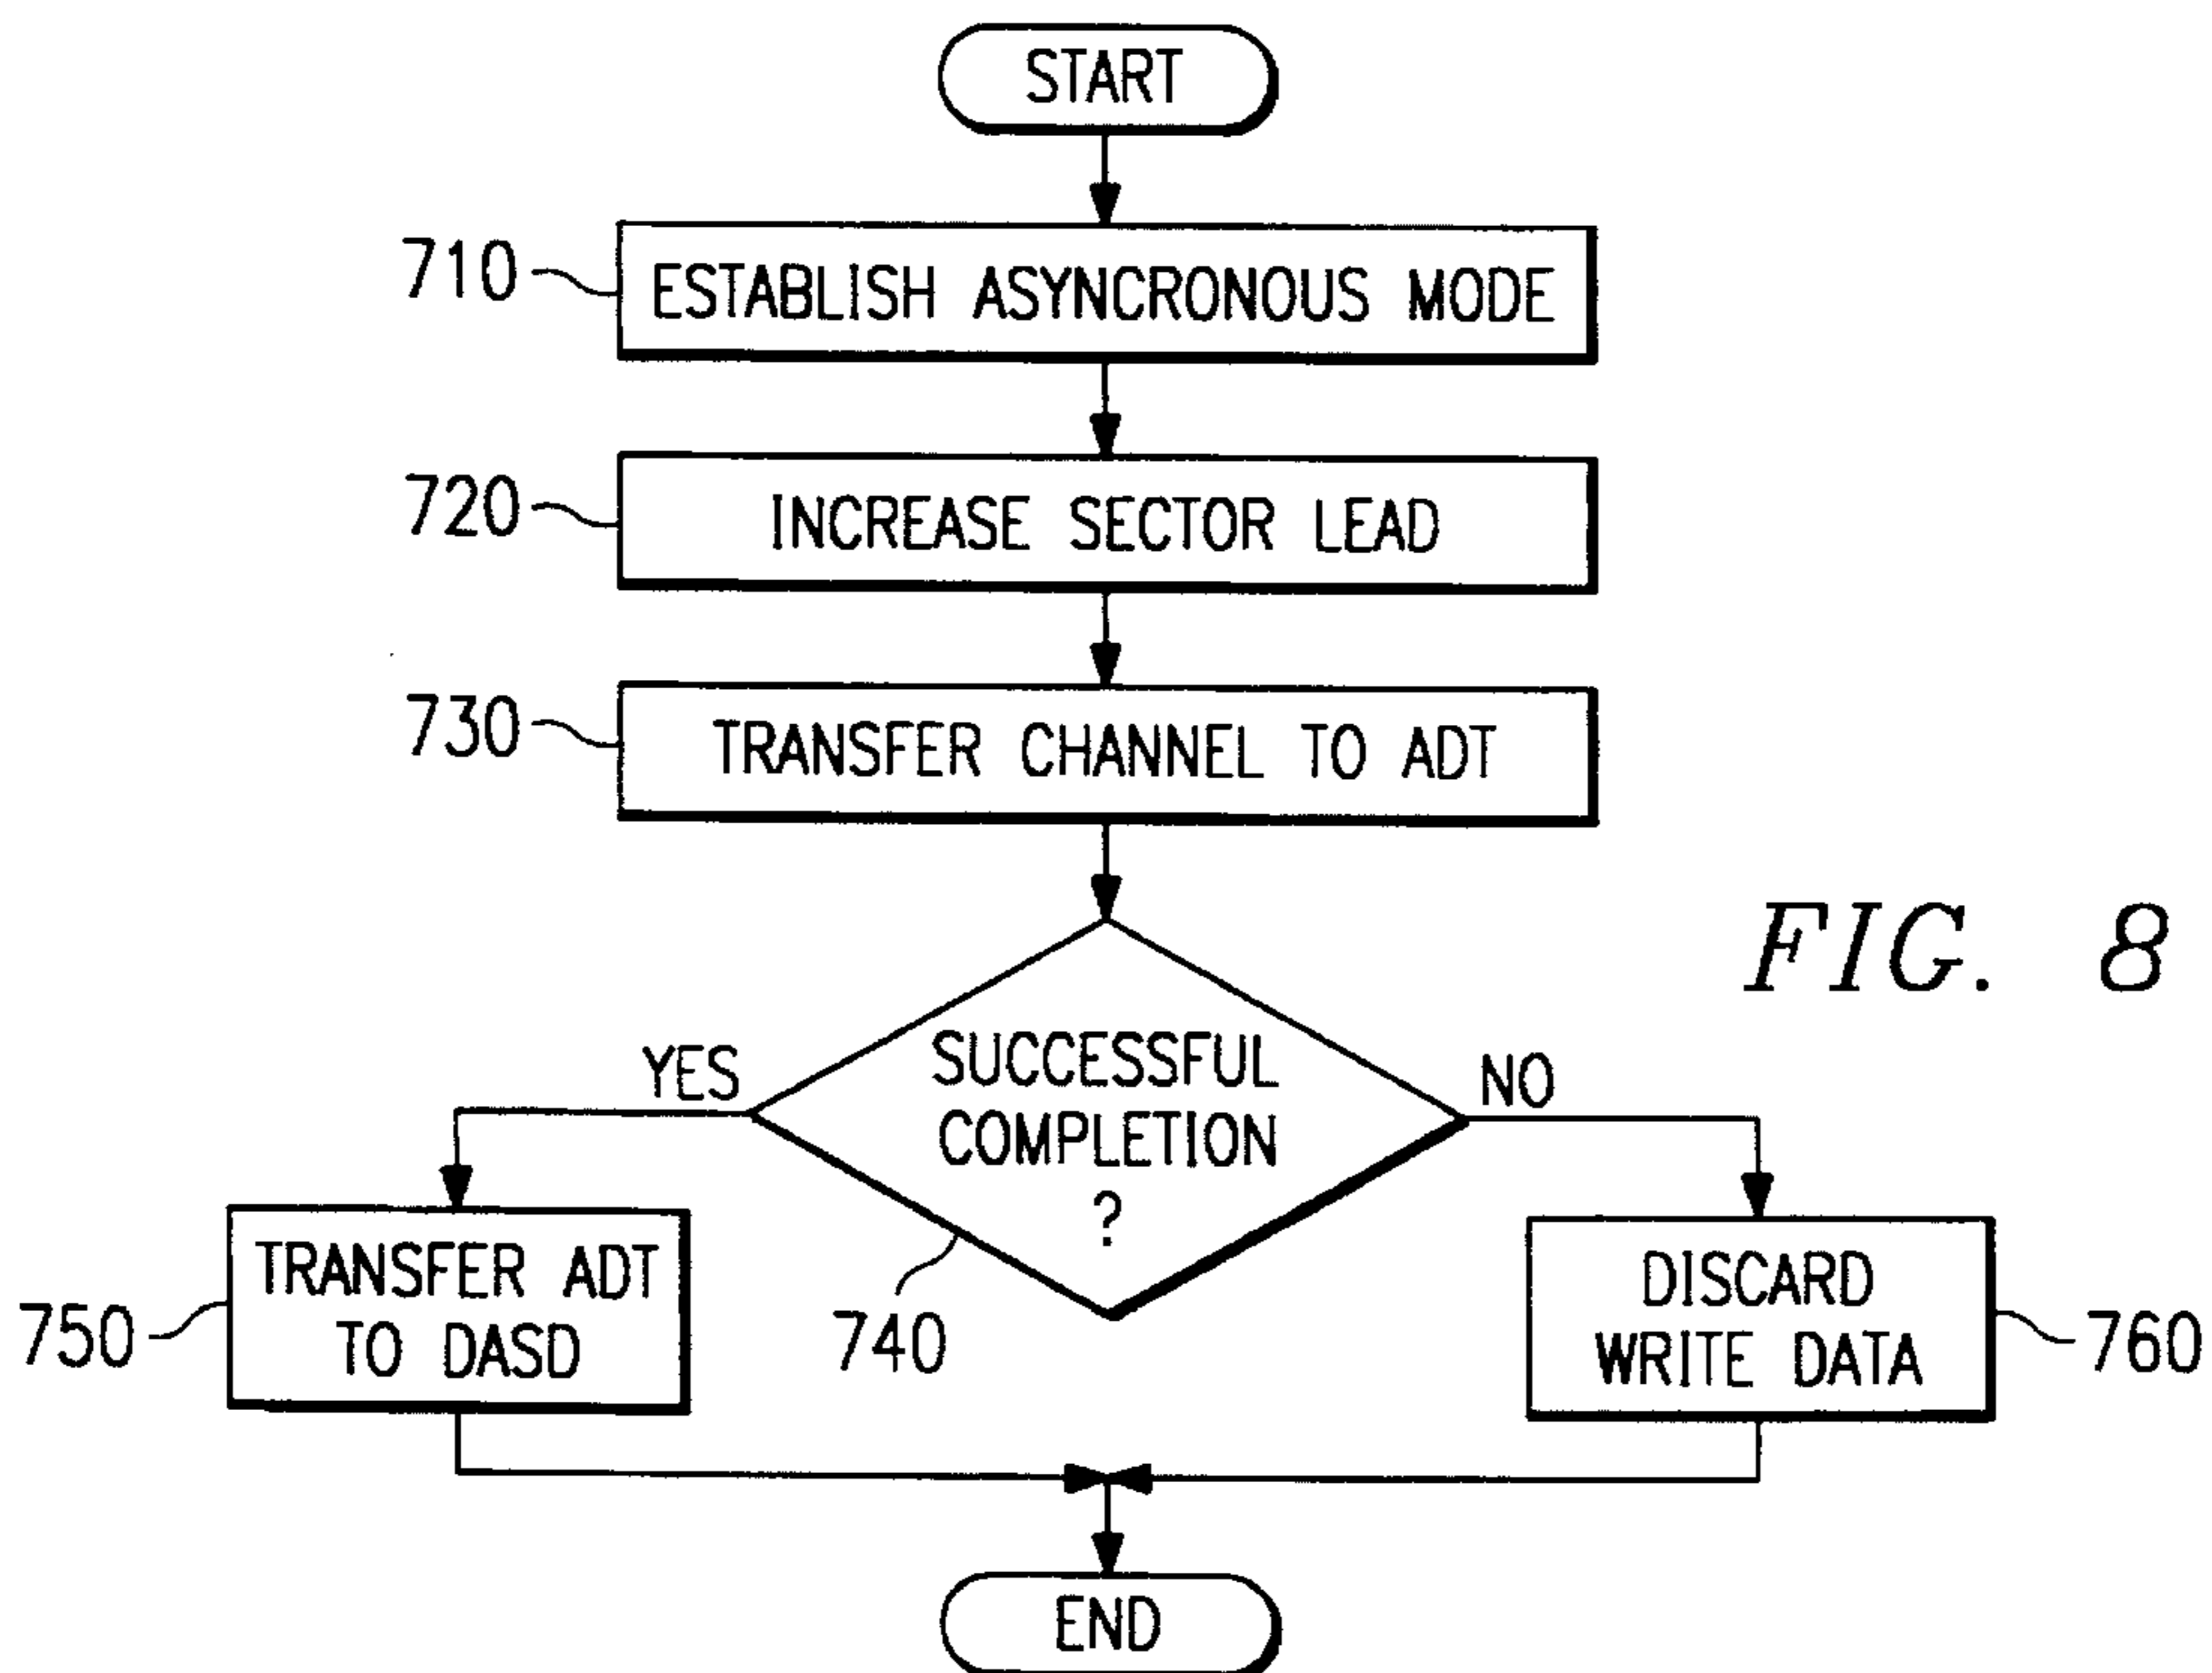 START
710
ESTABLISH ASYNCRONOUS MODE
720
INCREASE SECTOR LEAD
730
TRANSFER CHANNEL TO ADT
FIG. 8
YES
SUCCESSFUL
COMPLETION
?
NO
740
750
TRANSFER ADT
TO DASD
DISCARD
WRITE DATA
760
END